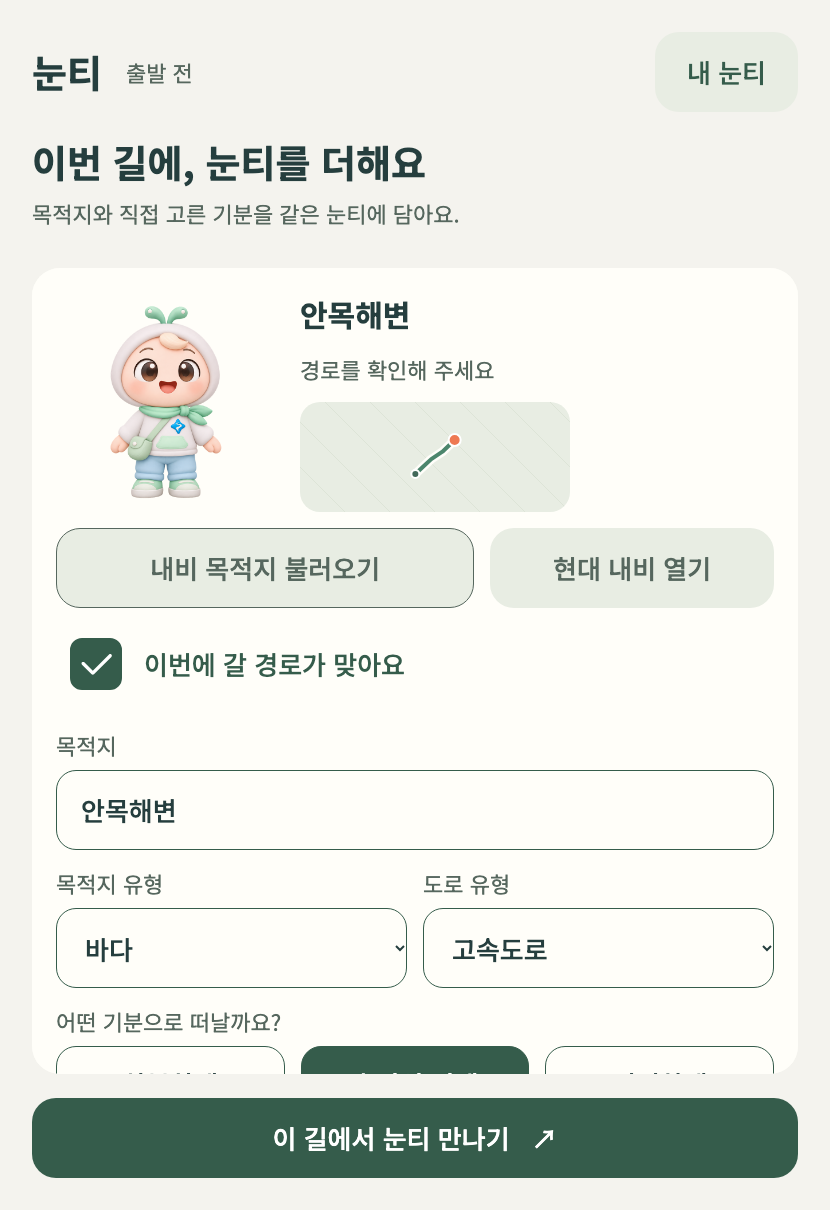 눈티
출발 전
내 눈티
이번 길에, 눈티를 더해요
목적지와 직접 고른 기분을 같은 눈티에 담아요.
안목해변
경로를 확인해 주세요
내비 목적지 불러오기
현대 내비 열기
이번에 갈 경로가 맞아요
목적지
안목해변
목적지 유형
도로 유형
바다
고속도로
어떤 기분으로 떠날까요?
이 길에서 눈티 만나기 ↗